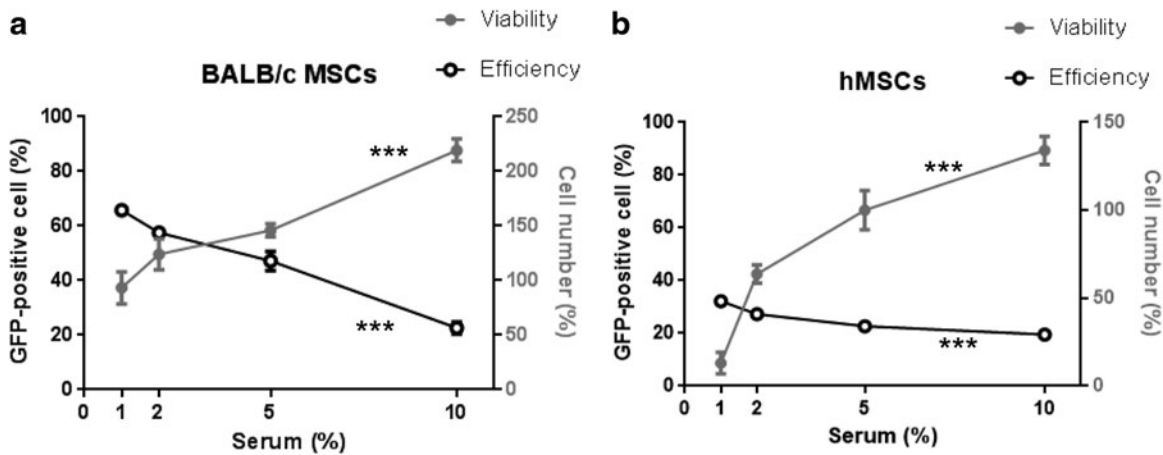 a
Viability
Efficiency
BALB/c MSCs
GFP-positive cell (%)
100
80
60
40
20
0
250
200
150
100
50
0
Cell number (%)
***
***
0 1 2 5 10
Serum (%)
b
Viability
Efficiency
hMSCs
GFP-positive cell (%)
100
80
60
40
20
0
150
100
50
0
Cell number (%)
***
***
0 1 2 5 10
Serum (%)